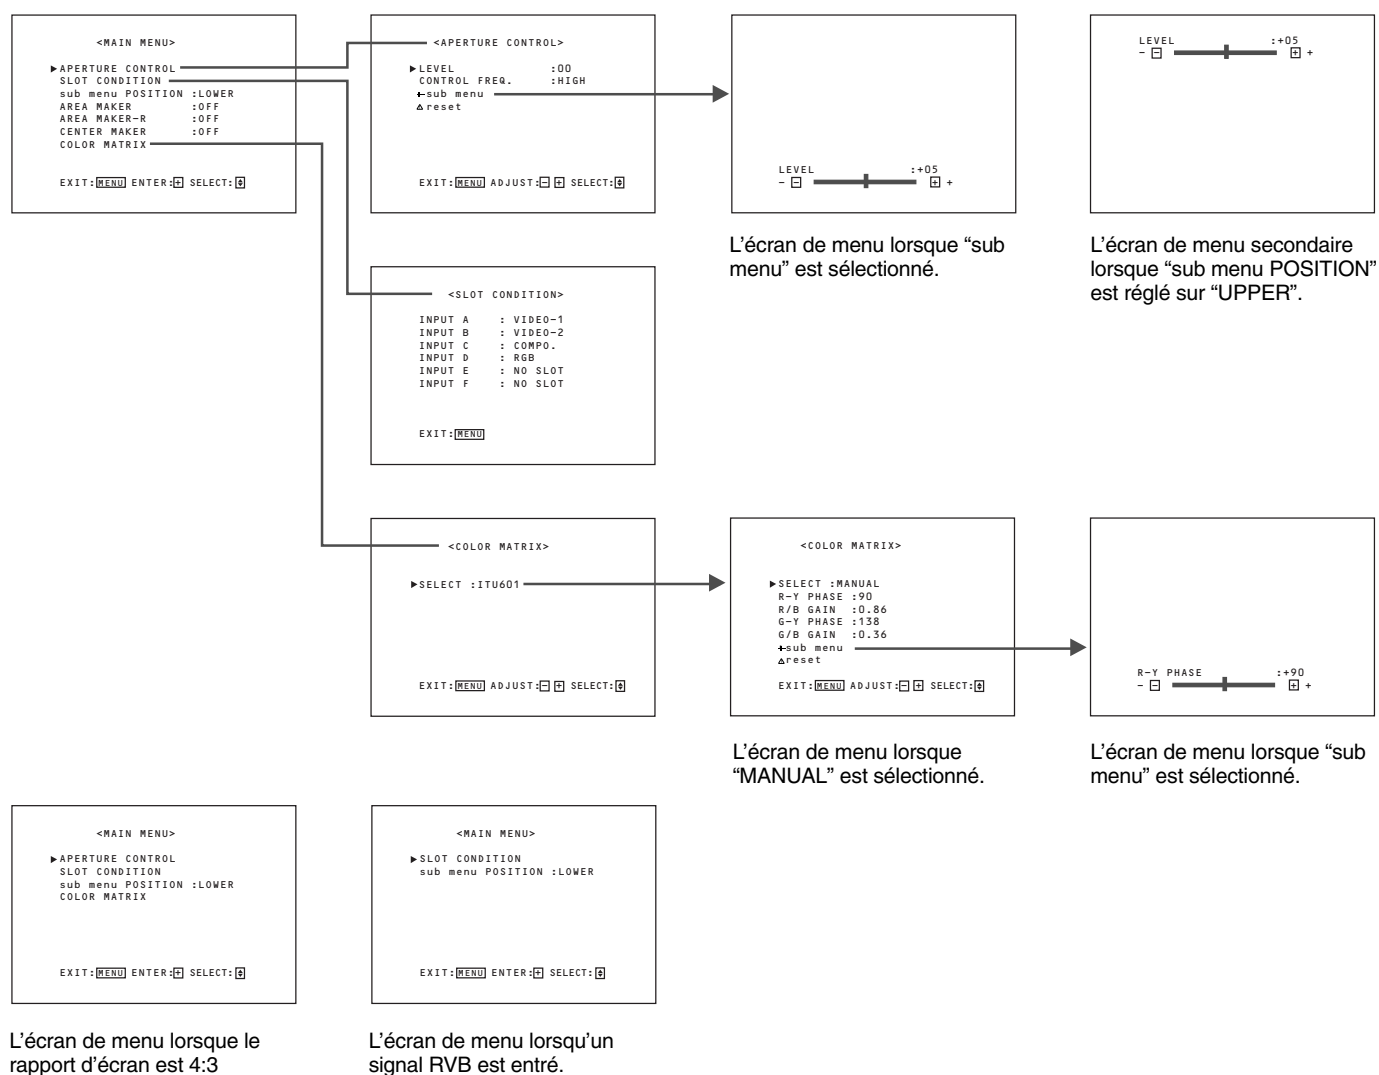 <MAIN MENU>
▶APERTURE CONTROL
SLOT CONDITION
sub menu POSITION :LOWER
AREA MAKER :OFF
AREA MAKER-R :OFF
CENTER MAKER :OFF
COLOR MATRIX
EXIT:MENU ENTER:+ SELECT:
<APERTURE CONTROL>
▶LEVEL :00
CONTROL FREQ. :HIGH
sub menu
reset
EXIT:MENU ADJUST:- + SELECT:
LEVEL :+05
- - + +
L'écran de menu lorsque “sub
menu” est sélectionné.
LEVEL :+05
- - + +
L'écran de menu secondaire
lorsque “sub menu POSITION”
est réglé sur “UPPER”.
<SLOT CONDITION>
INPUT A : VIDEO-1
INPUT B : VIDEO-2
INPUT C : COMPO.
INPUT D : RGB
INPUT E : NO SLOT
INPUT F : NO SLOT
EXIT:MENU
<COLOR MATRIX>
▶SELECT :ITU601
EXIT:MENU ADJUST:- + SELECT:
<COLOR MATRIX>
▶SELECT :MANUAL
R-Y PHASE :90
R/B GAIN :0.86
G-Y PHASE :138
G/B GAIN :0.36
sub menu
reset
EXIT:MENU ADJUST:- + SELECT:
L'écran de menu lorsque
“MANUAL” est sélectionné.
R-Y PHASE :+90
- - + +
L'écran de menu lorsque “sub
menu” est sélectionné.
<MAIN MENU>
▶APERTURE CONTROL
SLOT CONDITION
sub menu POSITION :LOWER
COLOR MATRIX
EXIT:MENU ENTER:+ SELECT:
L'écran de menu lorsque le
rapport d'écran est 4:3
<MAIN MENU>
▶SLOT CONDITION
sub menu POSITION :LOWER
EXIT:MENU ENTER:+ SELECT:
L'écran de menu lorsqu'un
signal RVB est entré.